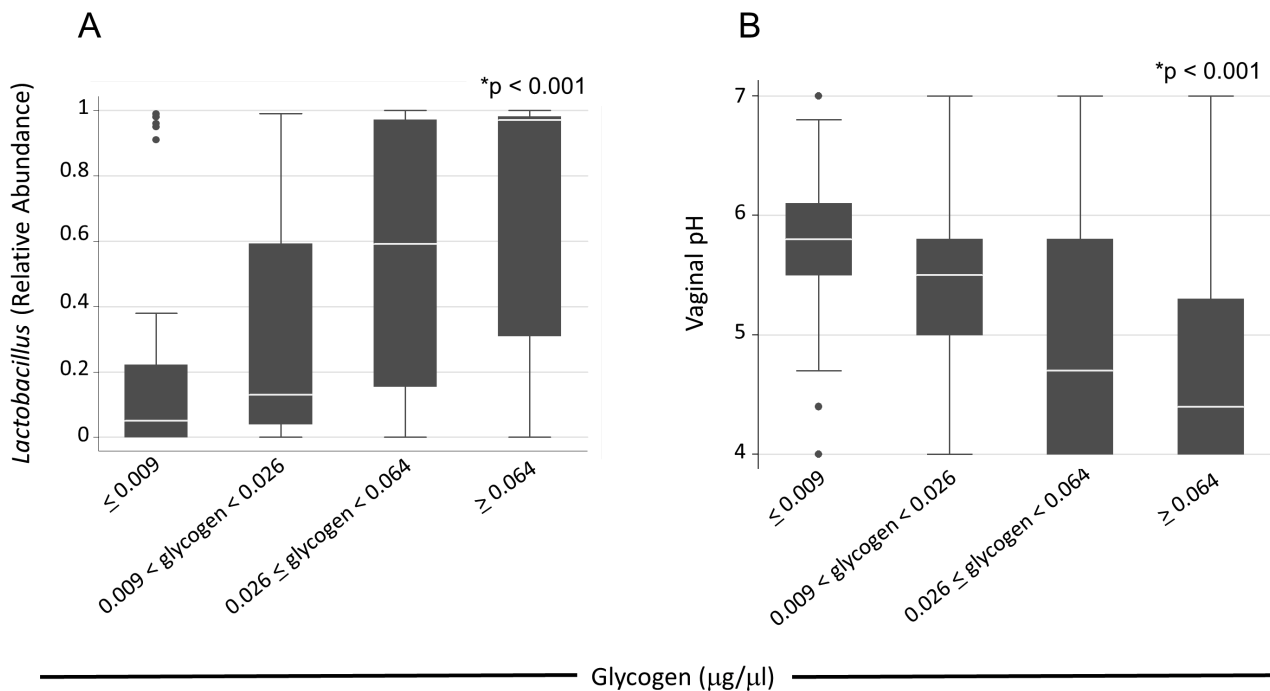 A
*p < 0.001
Lactobacillus (Relative Abundance)
1
0.8
0.6
0.4
0.2
0
≤ 0.009
0.009 < glycogen < 0.026
0.026 ≤ glycogen < 0.064
≥ 0.064
B
*p < 0.001
Vaginal pH
7
6
5
4
≤ 0.009
0.009 < glycogen < 0.026
0.026 ≤ glycogen < 0.064
≥ 0.064
Glycogen (µg/µl)